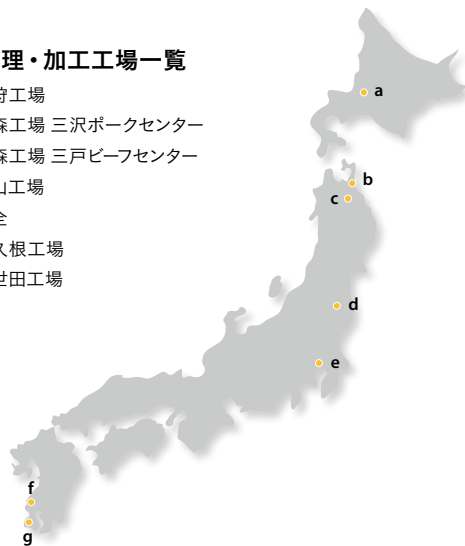 理・加工工場一覧
工場
森工場 三沢ポークセンター
森工場 三戸ビーフセンター
山工場
全
久根工場
世田工場
a
b
c
d
e
f
g